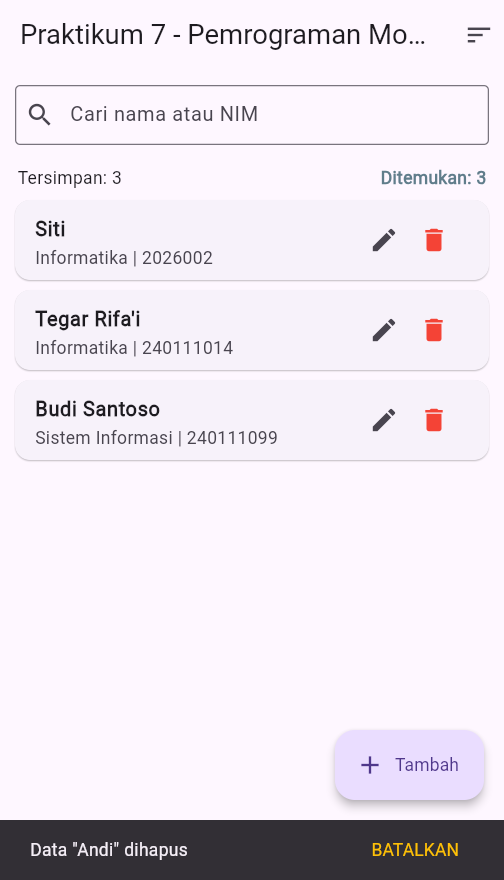 Praktikum 7 - Pemrograman Mo...
Cari nama atau NIM
Tersimpan: 3 Ditemukan: 3
Siti
Informatika | 2026002
Tegar Rifa'i
Informatika | 240111014
Budi Santoso
Sistem Informasi | 240111099
Tambah
Data "Andi" dihapus BATALKAN